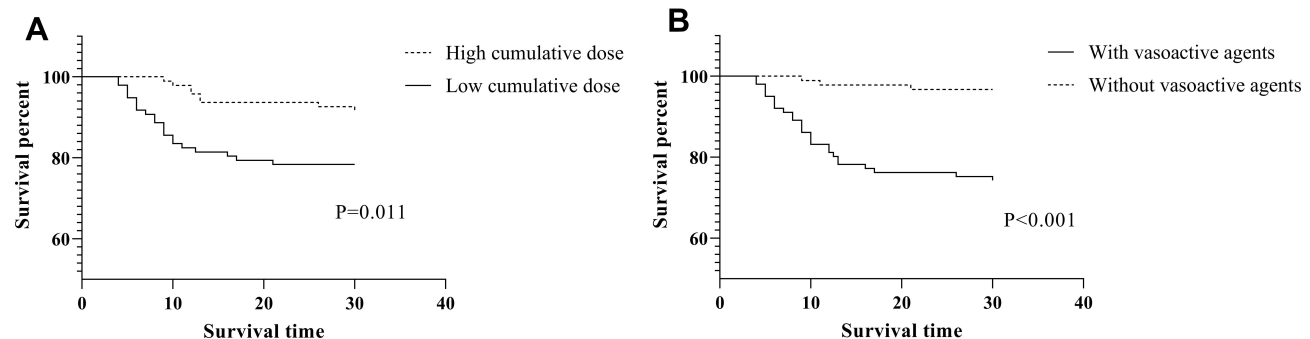 A
High cumulative dose
Low cumulative dose
Survival percent
100
80
60
P=0.011
0 10 20 30 40
Survival time
B
With vasoactive agents
Without vasoactive agents
Survival percent
100
80
60
P<0.001
0 10 20 30 40
Survival time